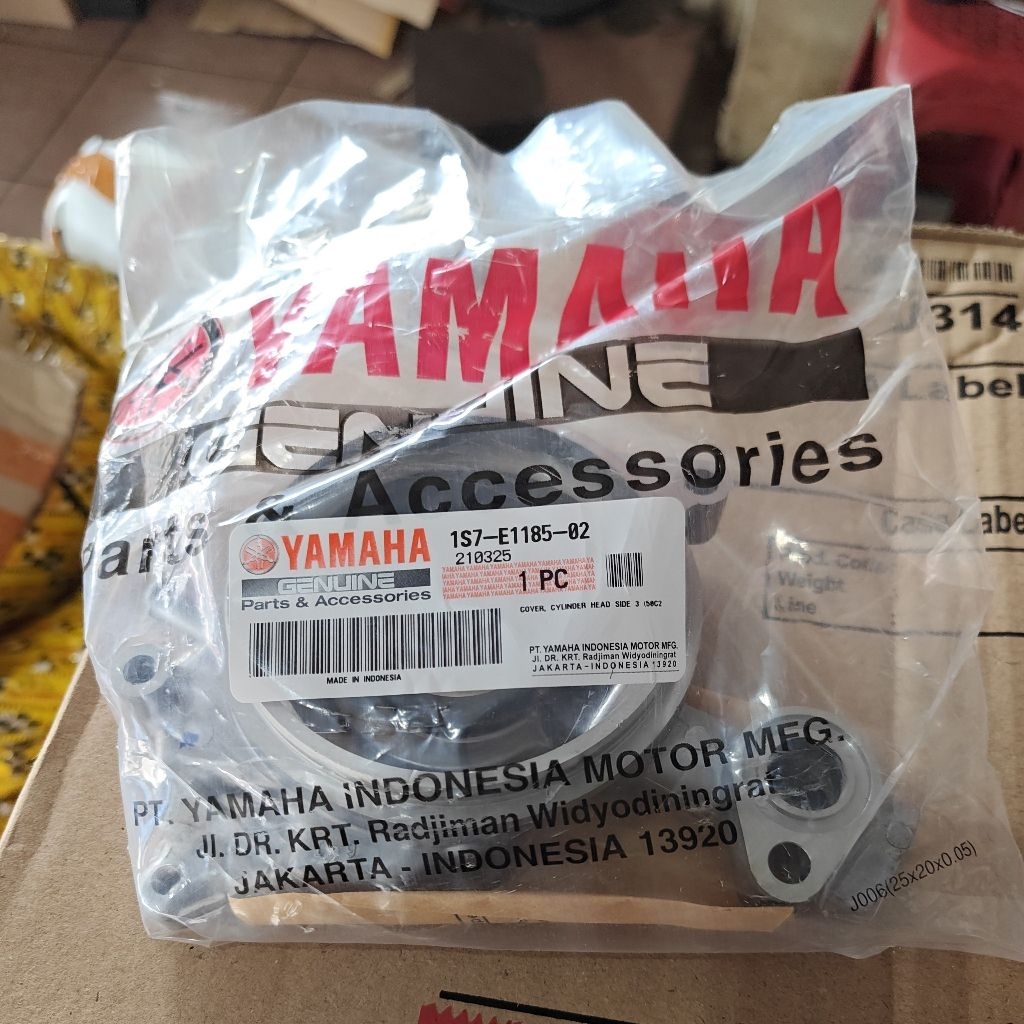 YAMAHA
GENUINE
Parts & Accessories
YAMAHA
GENUINE
Parts & Accessories
1S7-E1185-02
210325
1 PC
COVER, CYLINDER HEAD SIDE 3
PT. YAMAHA INDONESIA MOTOR MFG.
Jl. DR. KRT. Radjiman Widyodiningrat
JAKARTA-INDONESIA 13920
MADE IN INDONESIA
PT. YAMAHA INDONESIA MOTOR MFG.
Jl. DR. KRT. Radjiman Widyodiningrat
JAKARTA - INDONESIA 13920
J006(25x20x0.05)
J314
Label
Weight